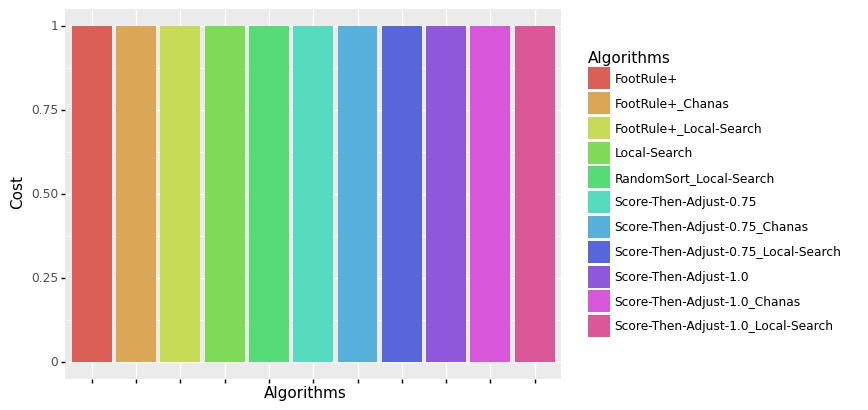 1
0.75
0.50
0.25
0
Cost
Algorithms
Algorithms
FootRule+
FootRule+_Chanas
FootRule+_Local-Search
Local-Search
RandomSort_Local-Search
Score-Then-Adjust-0.75
Score-Then-Adjust-0.75_Chanas
Score-Then-Adjust-0.75_Local-Search
Score-Then-Adjust-1.0
Score-Then-Adjust-1.0_Chanas
Score-Then-Adjust-1.0_Local-Search